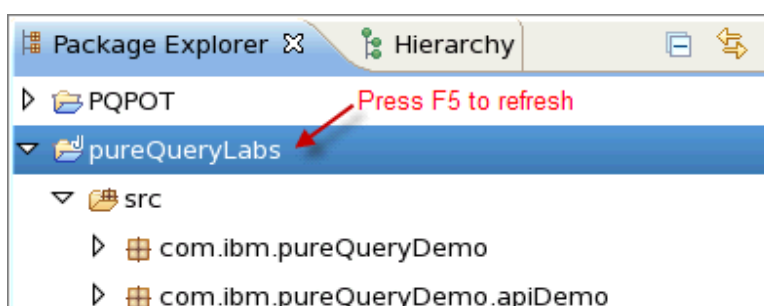 Package Explorer Hierarchy
PQPOT Press F5 to refresh
pureQueryLabs
src
com.ibm.pureQueryDemo
com.ibm.pureQueryDemo.apiDemo